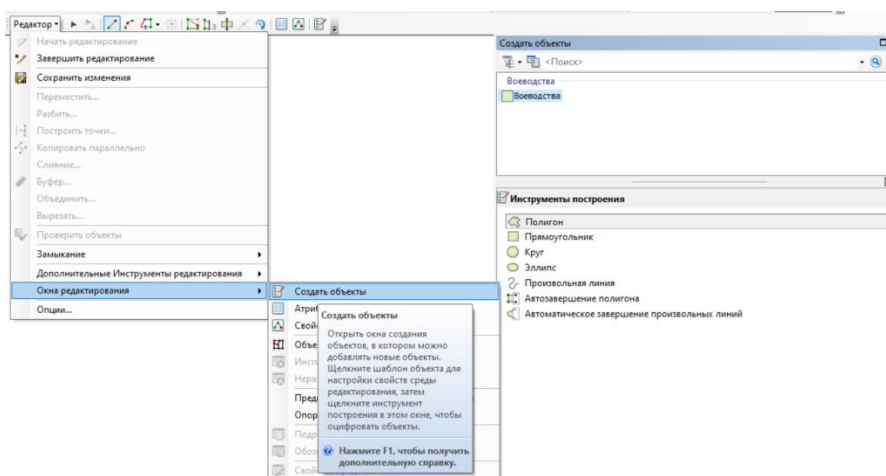 Редактор
Начать редактирование
Завершить редактирование
Сохранить изменения
Переместить...
Разбить...
Построить точки...
Копировать параллельно
Слияние...
Буфер...
Объединить...
Вырезать...
Проверить объекты
Замыкание
Дополнительные Инструменты редактирования
Окна редактирования
Опции...
Создать объекты
Создать объекты
Открыть окна создания
объектов, в котором можно
добавлять новые объекты.
Щелкните шаблон объекта для
настройки свойств среды
редактирования, затем
щелкните инструмент
построения в этом окне, чтобы
оцифровать объекты.
Нажмите F1, чтобы получить
дополнительную справку.
Создать объекты
<Поиск>
Воеводства
Воеводства
Инструменты построения
Полигон
Прямоугольник
Круг
Эллипс
Произвольная линия
Автозавершение полигона
Автоматическое завершение произвольных линий